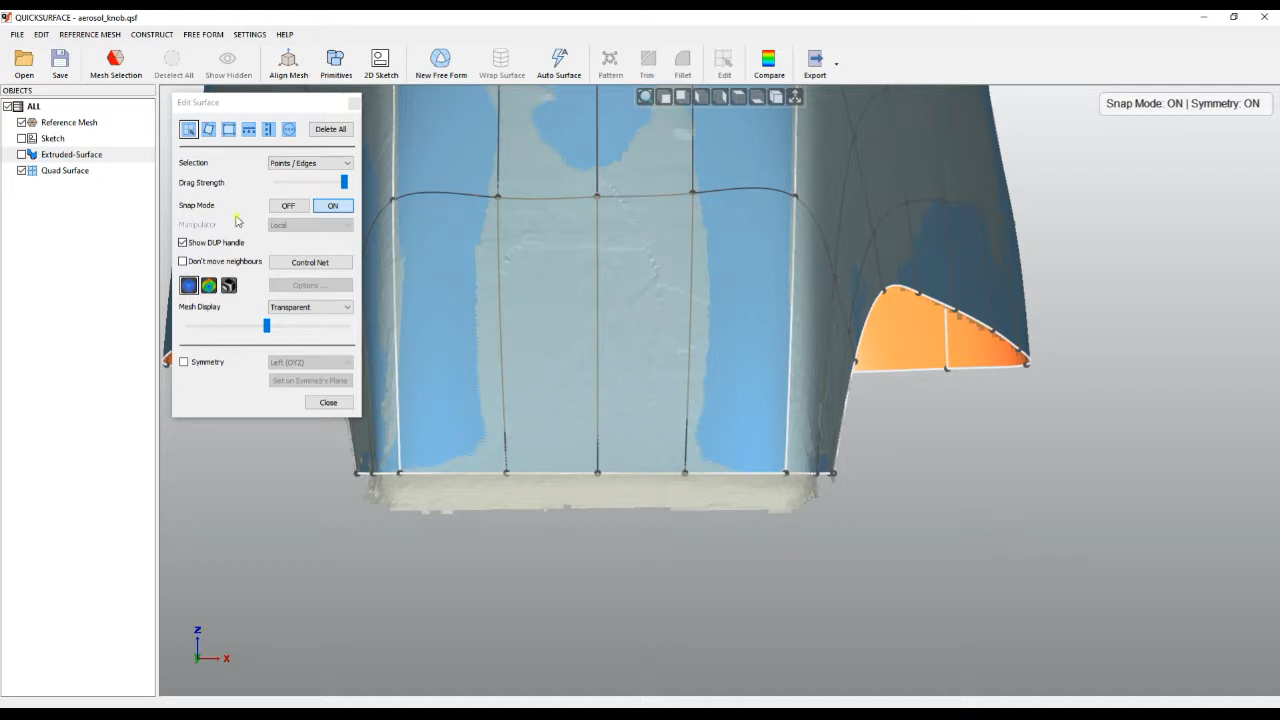 QUICKSURFACE - aerosol_knob.qsf
FILE EDIT REFERENCE MESH CONSTRUCT FREE FORM SETTINGS HELP
Open Save Mesh Selection Deselect All Show Hidden Align Mesh Primitives 2D Sketch New Free Form Wrap Surface Auto Surface Pattern Trim Fillet Edit Compare Export
OBJECTS
ALL
Reference Mesh
Sketch
Extruded-Surface
Quad Surface
Edit Surface
Delete All
Selection Points / Edges
Drag Strength
Snap Mode OFF ON
Manipulator Local
Show DUP handle
Don't move neighbours Control Net
Options ...
Mesh Display Transparent
Symmetry Left (OYZ)
Set on Symmetry Plane
Close
Snap Mode: ON | Symmetry: ON
Z
Y X